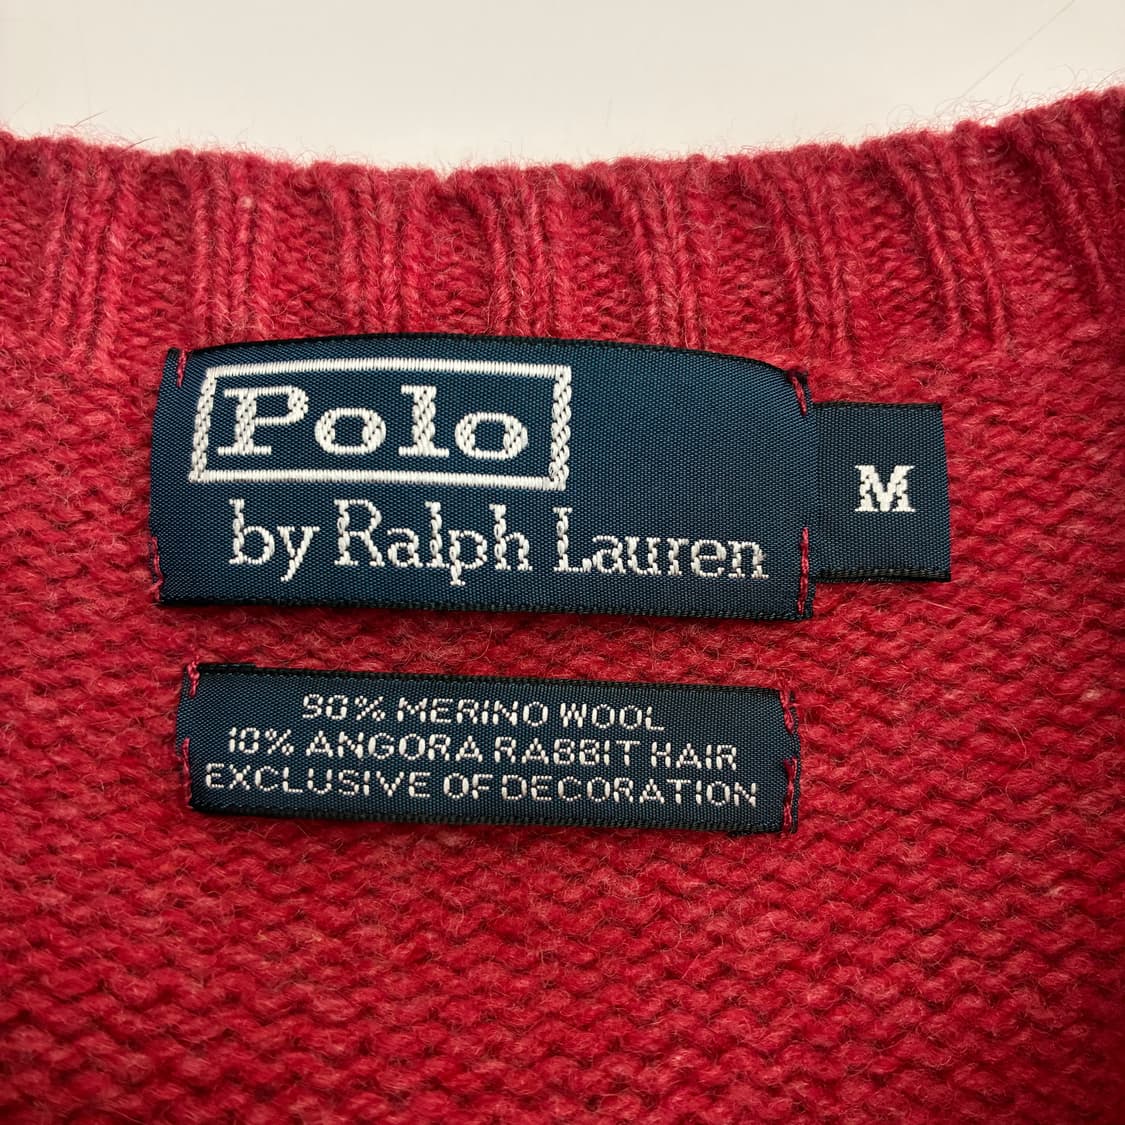 Polo
by Ralph Lauren
M
90% MERINO WOOL
10% ANGORA RABBIT HAIR
EXCLUSIVE OF DECORATION